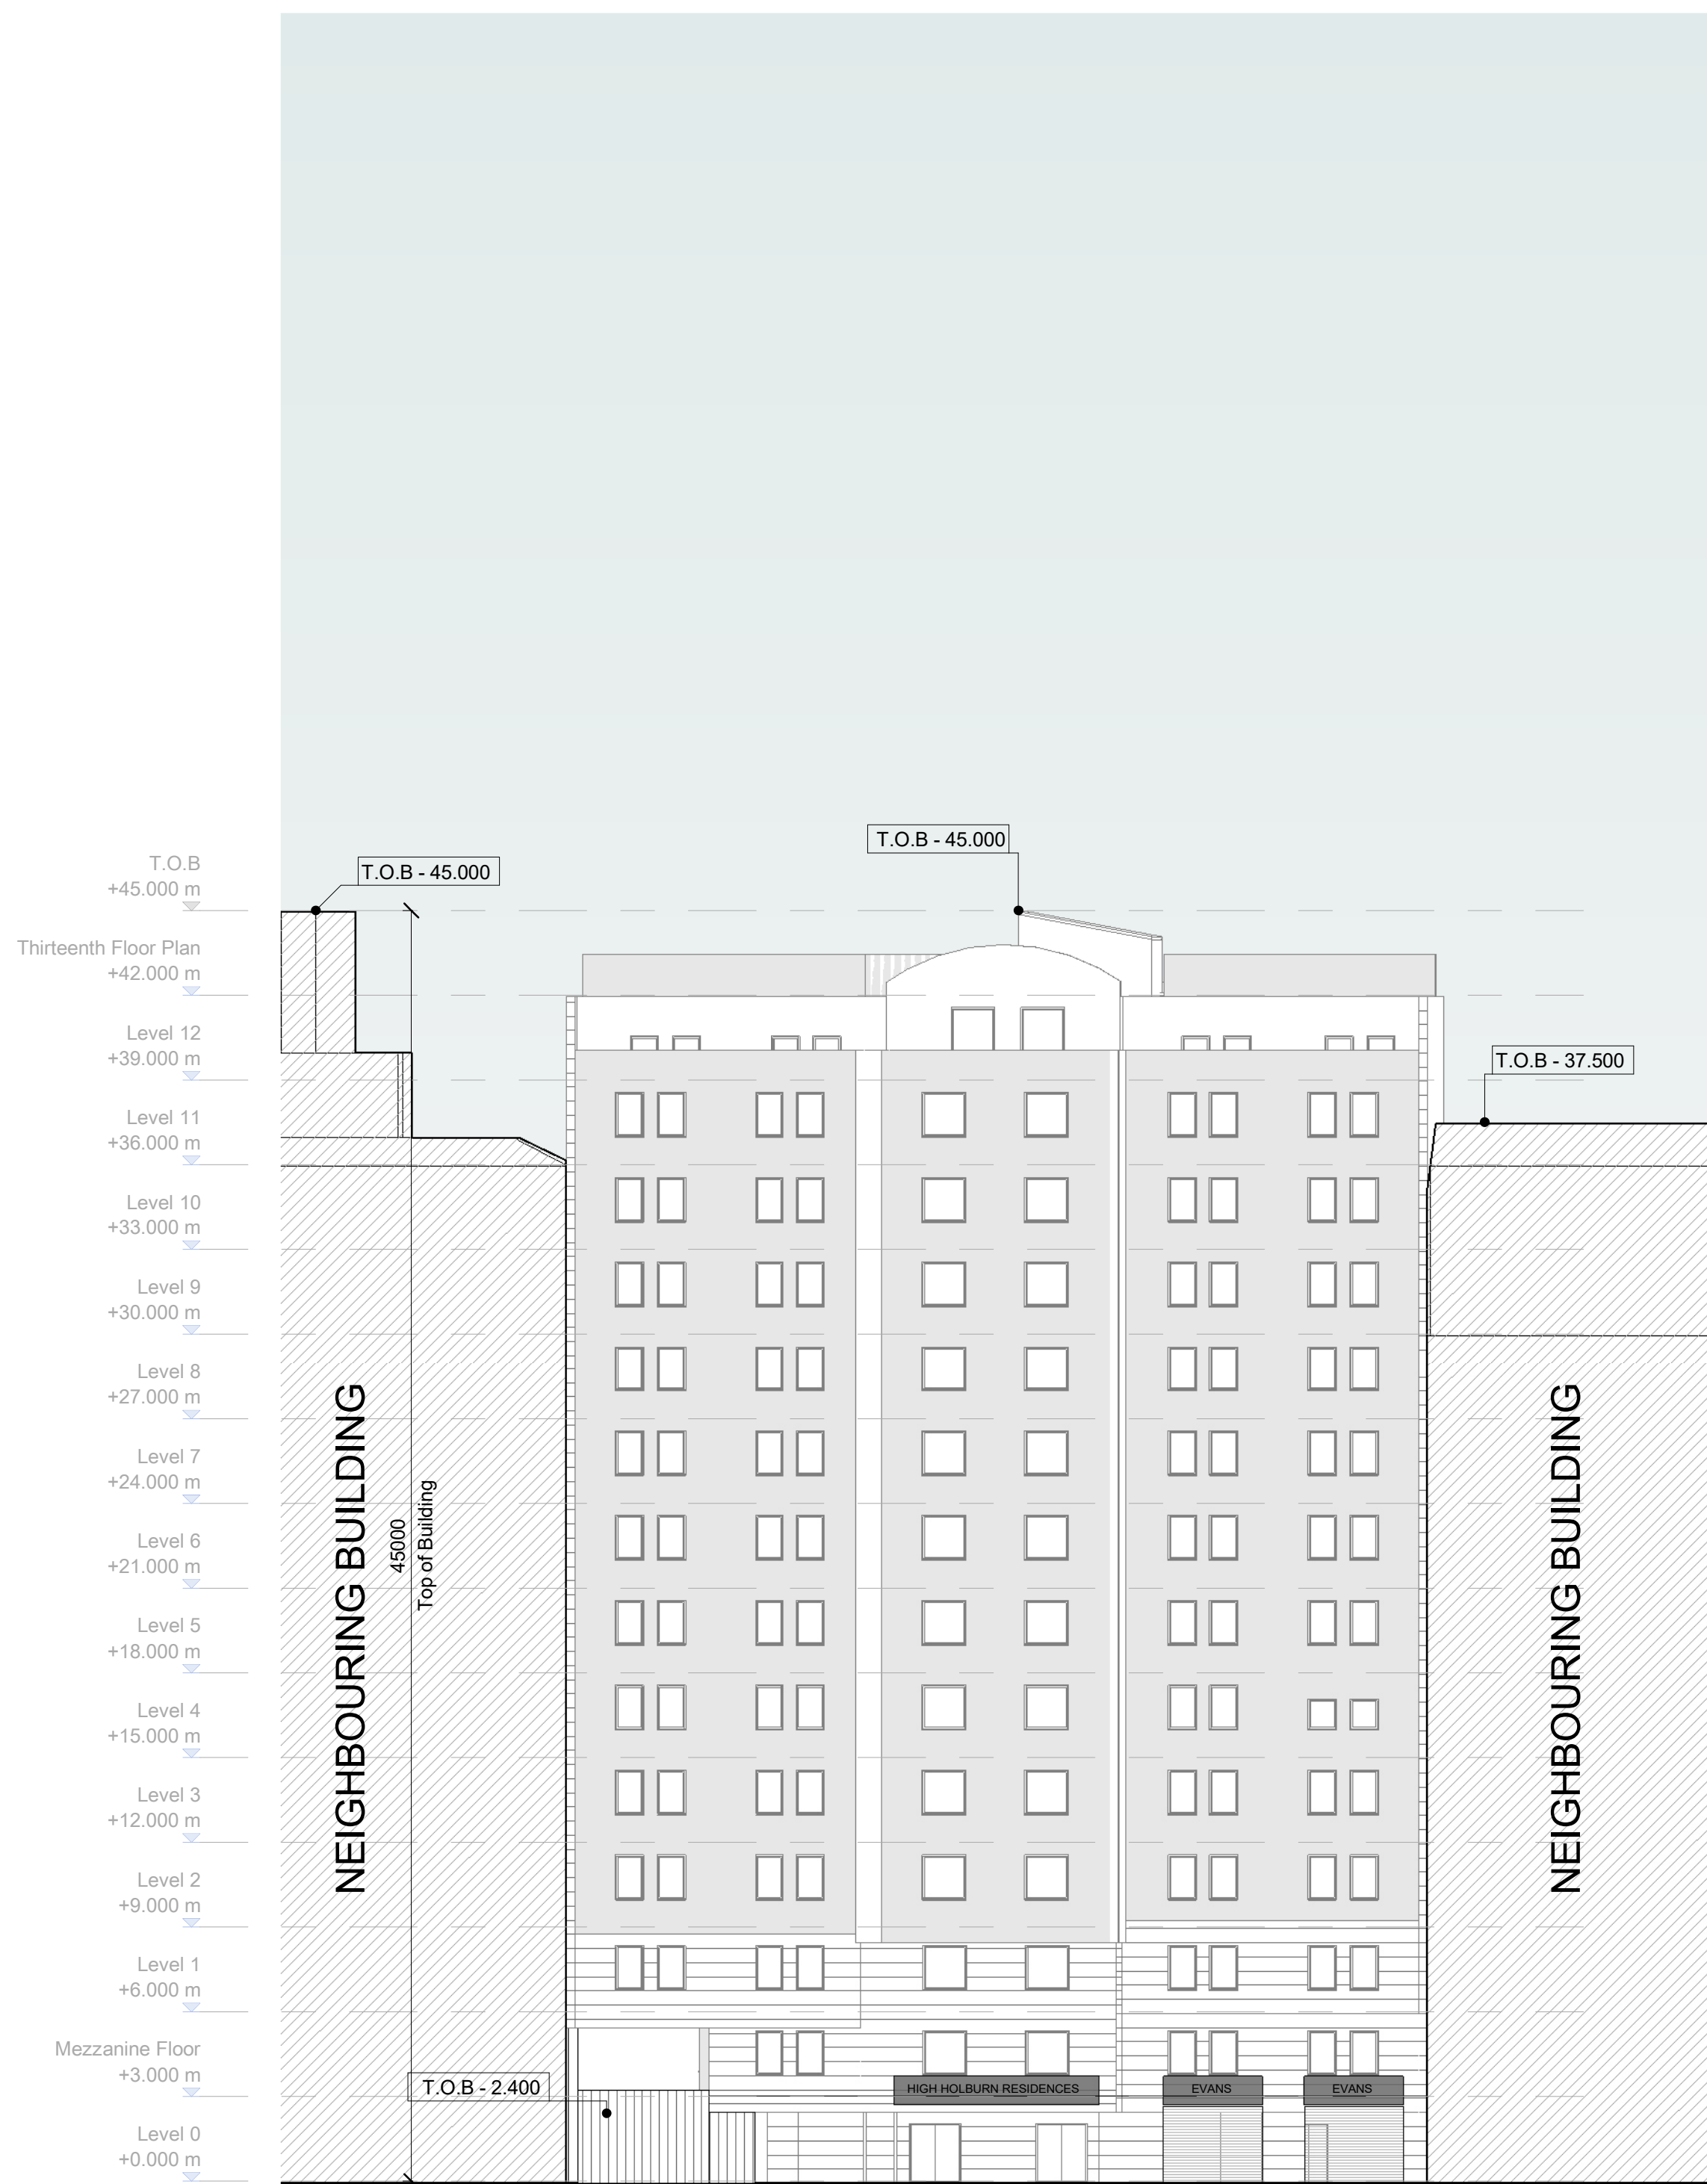 T.O.B - 45.000
T.O.B - 45.000
T.O.B
+45.000 m
Thirteenth Floor Plan
+42.000 m
Level 12
+39.000 m
T.O.B - 37.500
Level 11
+36.000 m
Level 10
+33.000 m
Level 9
+30.000 m
Level 8
+27.000 m
Level 7
+24.000 m
Level 6
+21.000 m
Level 5
+18.000 m
Level 4
+15.000 m
Level 3
+12.000 m
Level 2
+9.000 m
Level 1
+6.000 m
Mezzanine Floor
+3.000 m
Level 0
+0.000 m
NEIGHBOURING BUILDING
45000
Top of Building
NEIGHBOURING BUILDING
T.O.B - 2.400
HIGH HOLBURN RESIDENCES
EVANS
EVANS